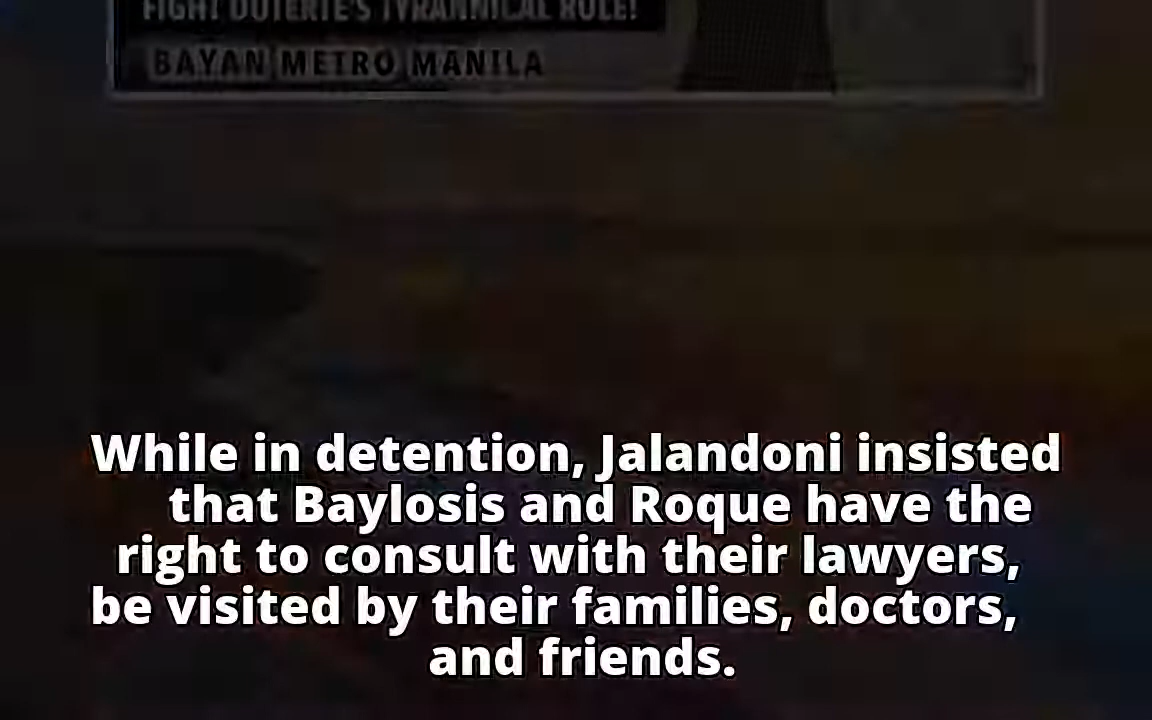 FIGHT DUTERTE'S TYRANNICAL RULE!
BAYAN METRO MANILA
While in detention, Jalandoni insisted
that Baylosis and Roque have the
right to consult with their lawyers,
be visited by their families, doctors,
and friends.